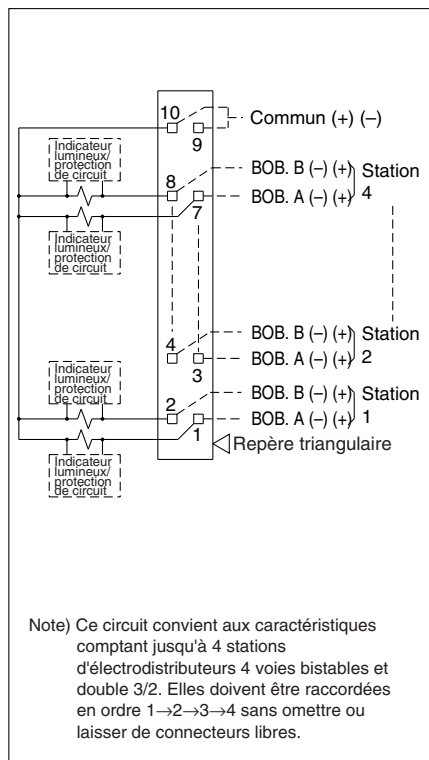 10
Commun (+) (–)
9
Indicateur
lumineux/
protection
de circuit
8
BOB. B (–) (+)
Station
4
BOB. A (–) (+)
7
Indicateur
lumineux/
protection
de circuit
4
BOB. B (–) (+)
Station
2
BOB. A (–) (+)
3
Indicateur
lumineux/
protection
de circuit
2
BOB. B (–) (+)
Station
1
BOB. A (–) (+)
1
Repère triangulaire
Indicateur
lumineux/
protection
de circuit
Note) Ce circuit convient aux caractéristiques
comptant jusqu'à 4 stations
d'électrodistributeurs 4 voies bistables et
double 3/2. Elles doivent être raccordées
en ordre 1→2→3→4 sans omettre ou
laisser de connecteurs libres.